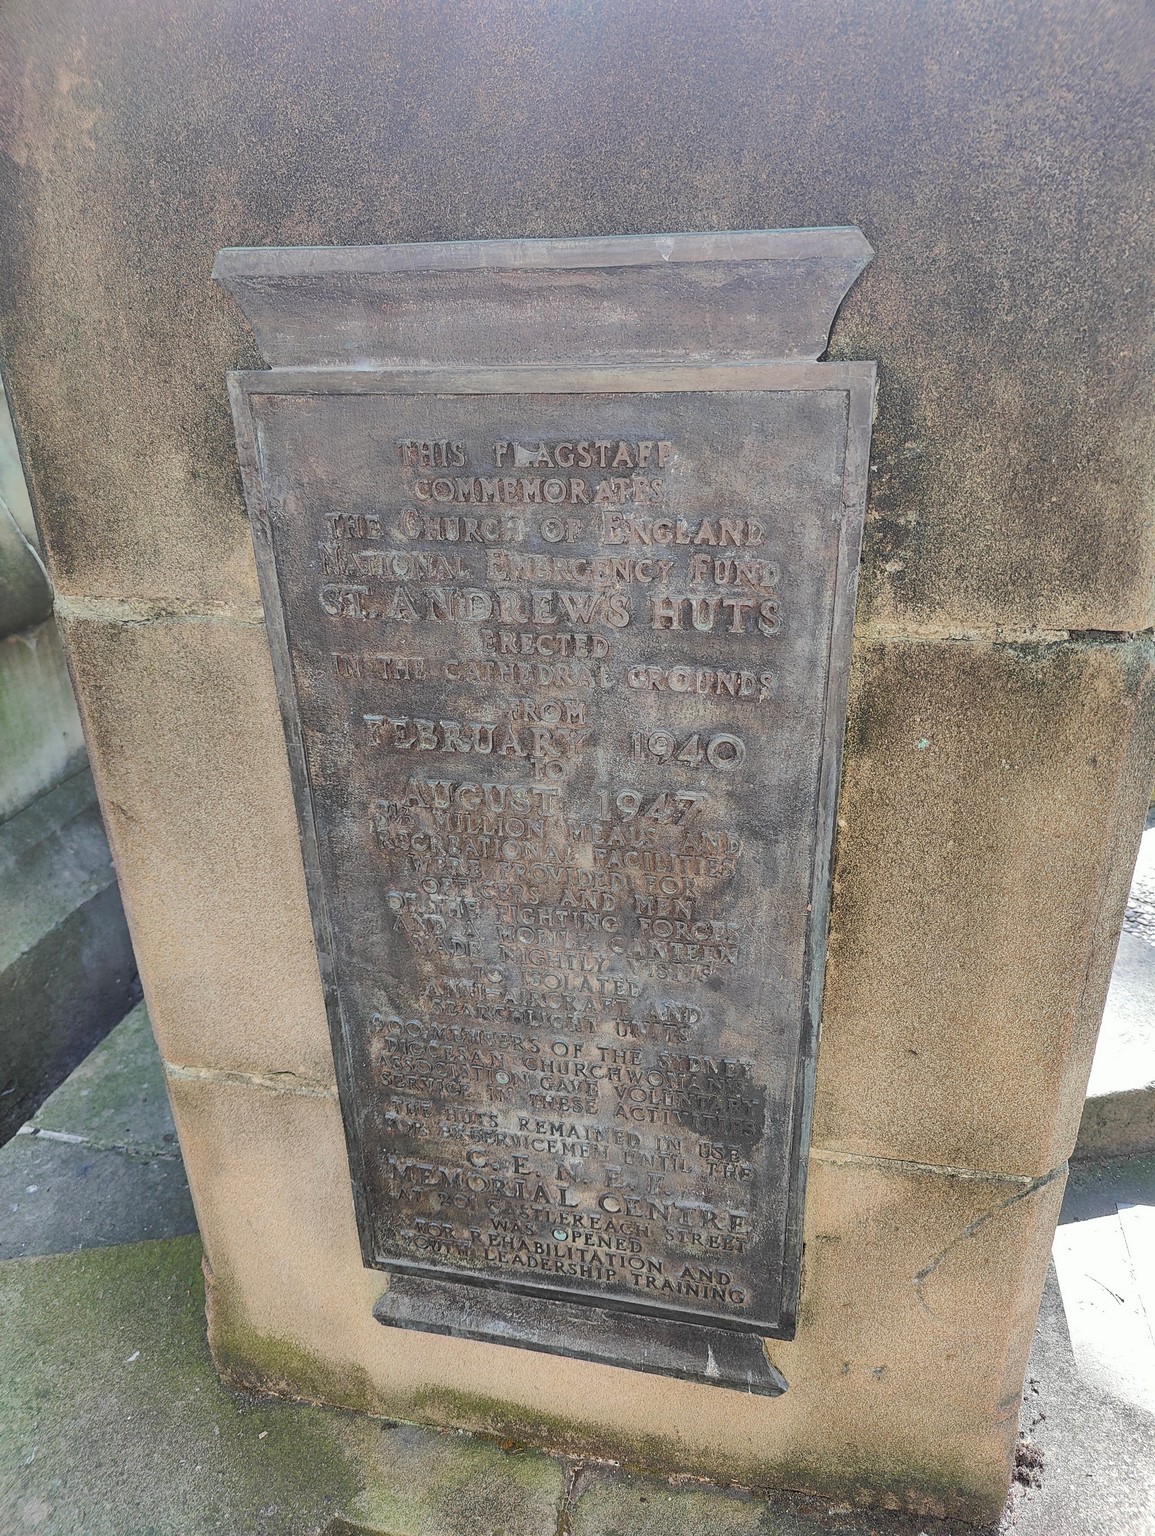 THIS FLAGSTAFF
COMMEMORATES
THE CHURCH OF ENGLAND
NATIONAL EMERGENCY FUND
ST. ANDREW'S HUTS
ERECTED
IN THE CATHEDRAL GROUNDS
FROM
FEBRUARY 1940
TO
AUGUST 1947
MILLION MEALS AND
RECREATIONAL FACILITIES
WERE PROVIDED FOR
OFFICERS AND MEN
OF THE FIGHTING FORCES
AND A MOBILE CANTEEN
MADE NIGHTLY VISITS
TO ISOLATED
ANTI-AIRCRAFT AND
SEARCHLIGHT UNITS
MEMBERS OF THE SYDNEY
DIOCESAN CHURCHWOMAN'S
ASSOCIATION GAVE VOLUNTARY
SERVICE IN THESE ACTIVITIES
THE HUTS REMAINED IN USE
FOR EX-SERVICEMEN UNTIL THE
C. E. N. E. F.
MEMORIAL CENTRE
AT 201 CASTLEREAGH STREET
WAS OPENED
FOR REHABILITATION AND
YOUTH LEADERSHIP TRAINING